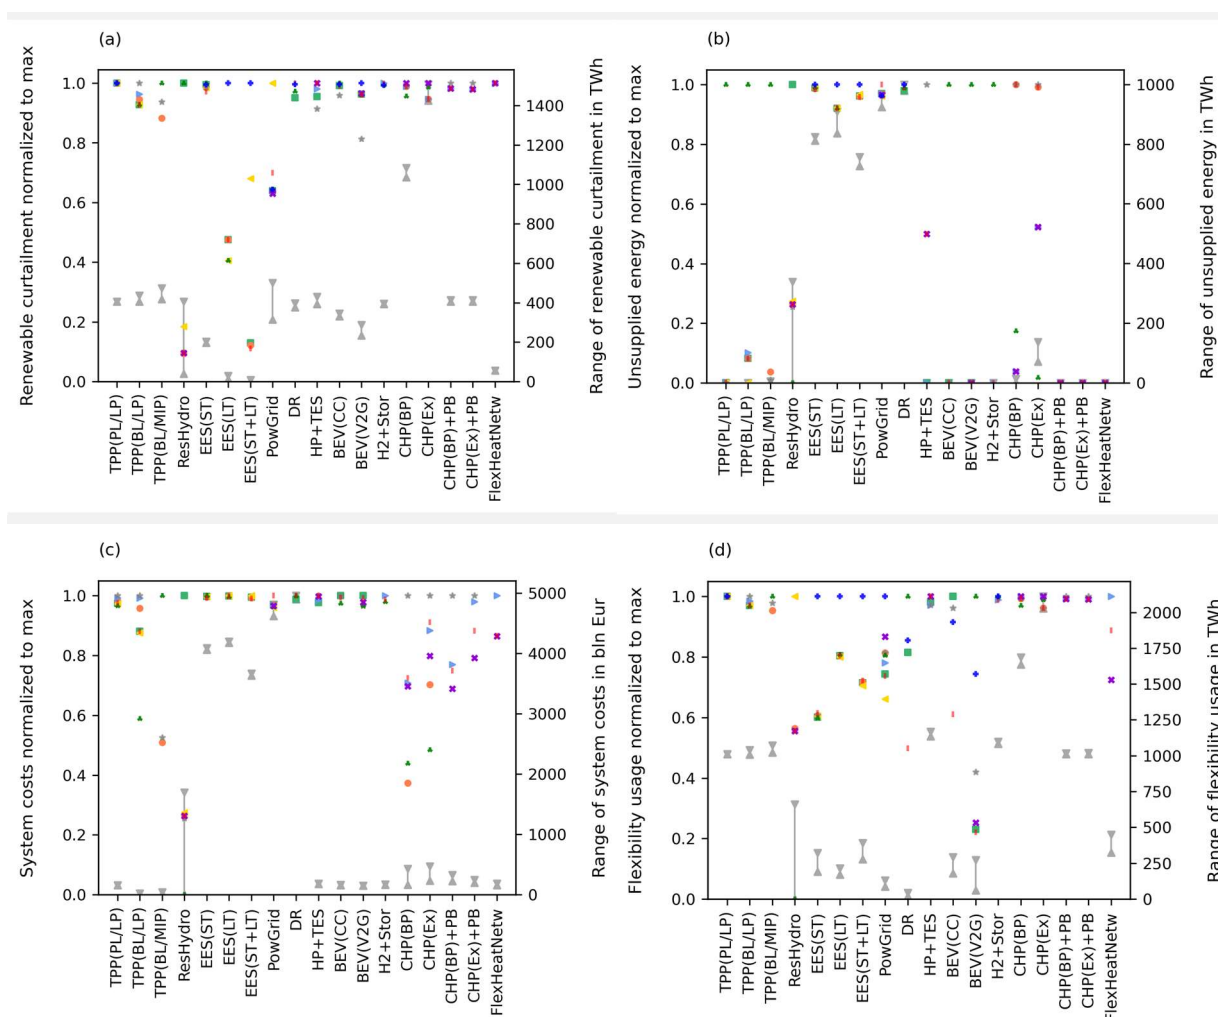 (a)
Renewable curtailment normalized to max
1.0
0.8
0.6
0.4
0.2
0.0
1400
1200
1000
800
600
400
200
0
Range of renewable curtailment in TWh
TPP(PL/LP)
TPP(BL/LP)
TPP(BL/MIP)
ResHydro
EES(ST)
EES(LT)
EES(ST+LT)
PowGrid
DR
HP+TES
BEV(CC)
BEV(V2G)
H2+Stor
CHP(BP)
CHP(Ex)
CHP(BP)+PB
CHP(Ex)+PB
FlexHeatNetw
(b)
Unsupplied energy normalized to max
1.0
0.8
0.6
0.4
0.2
0.0
1000
800
600
400
200
0
Range of unsupplied energy in TWh
TPP(PL/LP)
TPP(BL/LP)
TPP(BL/MIP)
ResHydro
EES(ST)
EES(LT)
EES(ST+LT)
PowGrid
DR
HP+TES
BEV(CC)
BEV(V2G)
H2+Stor
CHP(BP)
CHP(Ex)
CHP(BP)+PB
CHP(Ex)+PB
FlexHeatNetw
(c)
System costs normalized to max
1.0
0.8
0.6
0.4
0.2
0.0
5000
4000
3000
2000
1000
0
Range of system costs in bln Eur
TPP(PL/LP)
TPP(BL/LP)
TPP(BL/MIP)
ResHydro
EES(ST)
EES(LT)
EES(ST+LT)
PowGrid
DR
HP+TES
BEV(CC)
BEV(V2G)
H2+Stor
CHP(BP)
CHP(Ex)
CHP(BP)+PB
CHP(Ex)+PB
FlexHeatNetw
(d)
Flexibility usage normalized to max
1.0
0.8
0.6
0.4
0.2
0.0
2000
1750
1500
1250
1000
750
500
250
0
Range of flexibility usage in TWh
TPP(PL/LP)
TPP(BL/LP)
TPP(BL/MIP)
ResHydro
EES(ST)
EES(LT)
EES(ST+LT)
PowGrid
DR
HP+TES
BEV(CC)
BEV(V2G)
H2+Stor
CHP(BP)
CHP(Ex)
CHP(BP)+PB
CHP(Ex)+PB
FlexHeatNetw